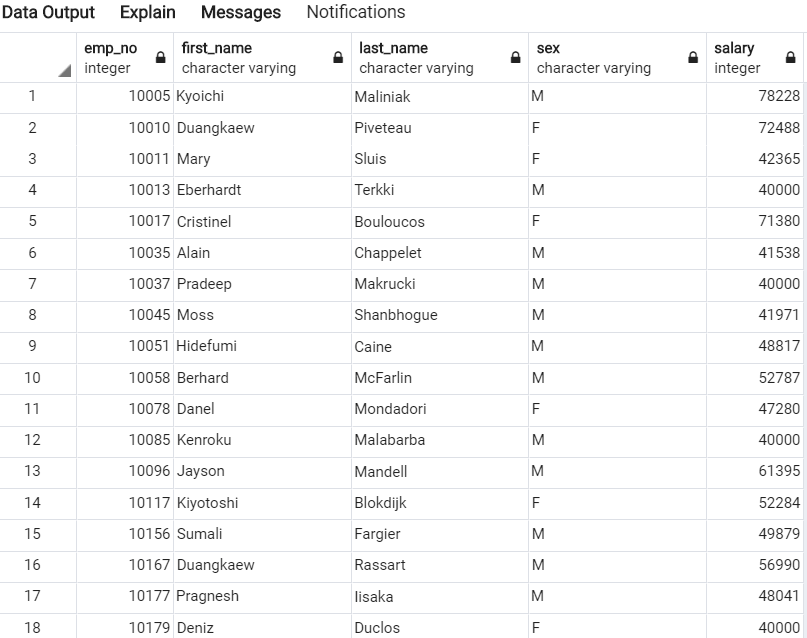 Data Output Explain Messages Notifications
emp_no first_name last_name sex salary
integer character varying character varying character varying integer
1 10005 Kyoichi Maliniak M 78228
2 10010 Duangkaew Piveteau F 72488
3 10011 Mary Sluis F 42365
4 10013 Eberhardt Terkki M 40000
5 10017 Cristinel Bouloucos F 71380
6 10035 Alain Chappelet M 41538
7 10037 Pradeep Makrucki M 40000
8 10045 Moss Shanbhogue M 41971
9 10051 Hidefumi Caine M 48817
10 10058 Berhard McFarlin M 52787
11 10078 Danel Mondadori F 47280
12 10085 Kenroku Malabarba M 40000
13 10096 Jayson Mandell M 61395
14 10117 Kiyotoshi Blokdijk F 52284
15 10156 Sumali Fargier M 49879
16 10167 Duangkaew Rassart M 56990
17 10177 Pragnesh Iisaka M 48041
18 10179 Deniz Duclos F 40000